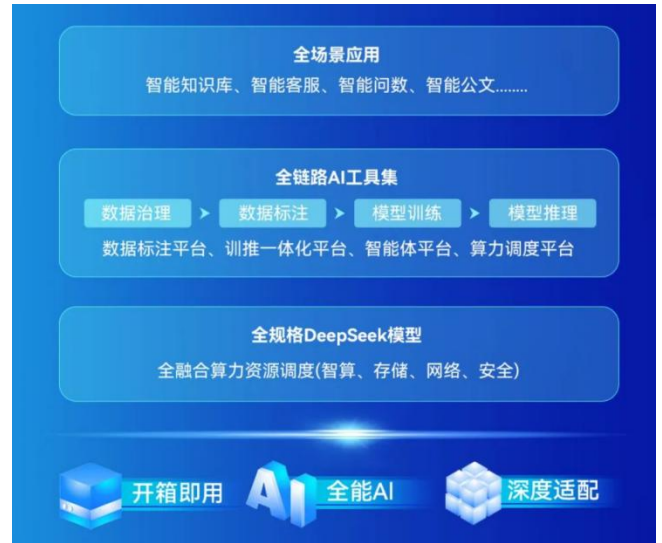 全场景应用
智能知识库、智能客服、智能问数、智能公文........
全链路AI工具集
数据治理 > 数据标注 > 模型训练 > 模型推理
数据标注平台、训推一体化平台、智能体平台、算力调度平台
全规格DeepSeek模型
全融合算力资源调度(智算、存储、网络、安全)
开箱即用 AI 全能AI 深度适配